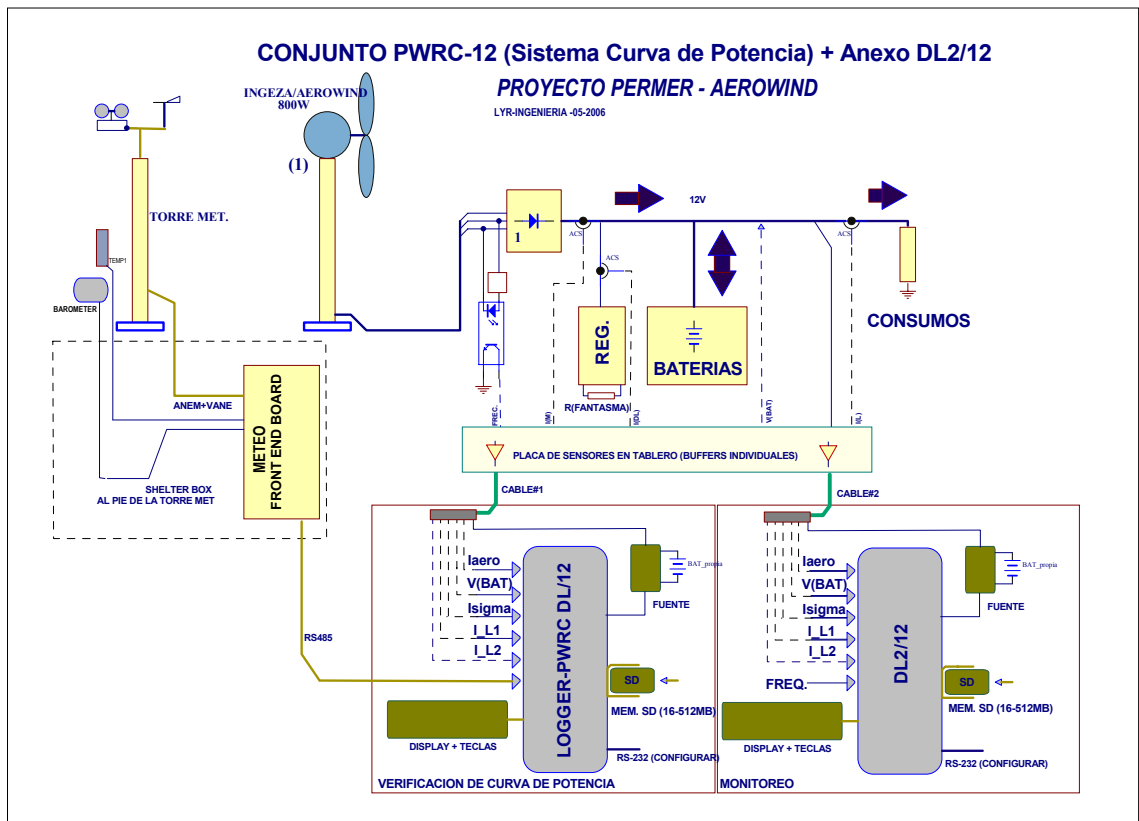 CONJUNTO PWRC-12 (Sistema Curva de Potencia) + Anexo DL2/12
PROYECTO PERMER - AEROWIND
LYR-INGENIERIA -05-2006
INGEZA/AEROWIND
800W
(1)
TORRE MET.
TEMP1
BAROMETER
1
12V
ACS
ACS
ACS
REG.
R(FANTASMA)
BATERIAS
CONSUMOS
FREC.
I(M)
I(DL)
V(BAT)
I(L)
PLACA DE SENSORES EN TABLERO (BUFFERS INDIVIDUALES)
ANEM+VANE
METEO
FRONT END BOARD
SHELTER BOX
AL PIE DE LA TORRE MET
RS485
CABLE#1
CABLE#2
Iaero
V(BAT)
Isigma
I_L1
I_L2
LOGGER-PWRC DL/12
BAT_propia
FUENTE
SD
MEM. SD (16-512MB)
DISPLAY + TECLAS
RS-232 (CONFIGURAR)
VERIFICACION DE CURVA DE POTENCIA
Iaero
V(BAT)
Isigma
I_L1
I_L2
FREQ.
DL2/12
BAT_propia
FUENTE
SD
MEM. SD (16-512MB)
DISPLAY + TECLAS
RS-232 (CONFIGURAR)
MONITOREO